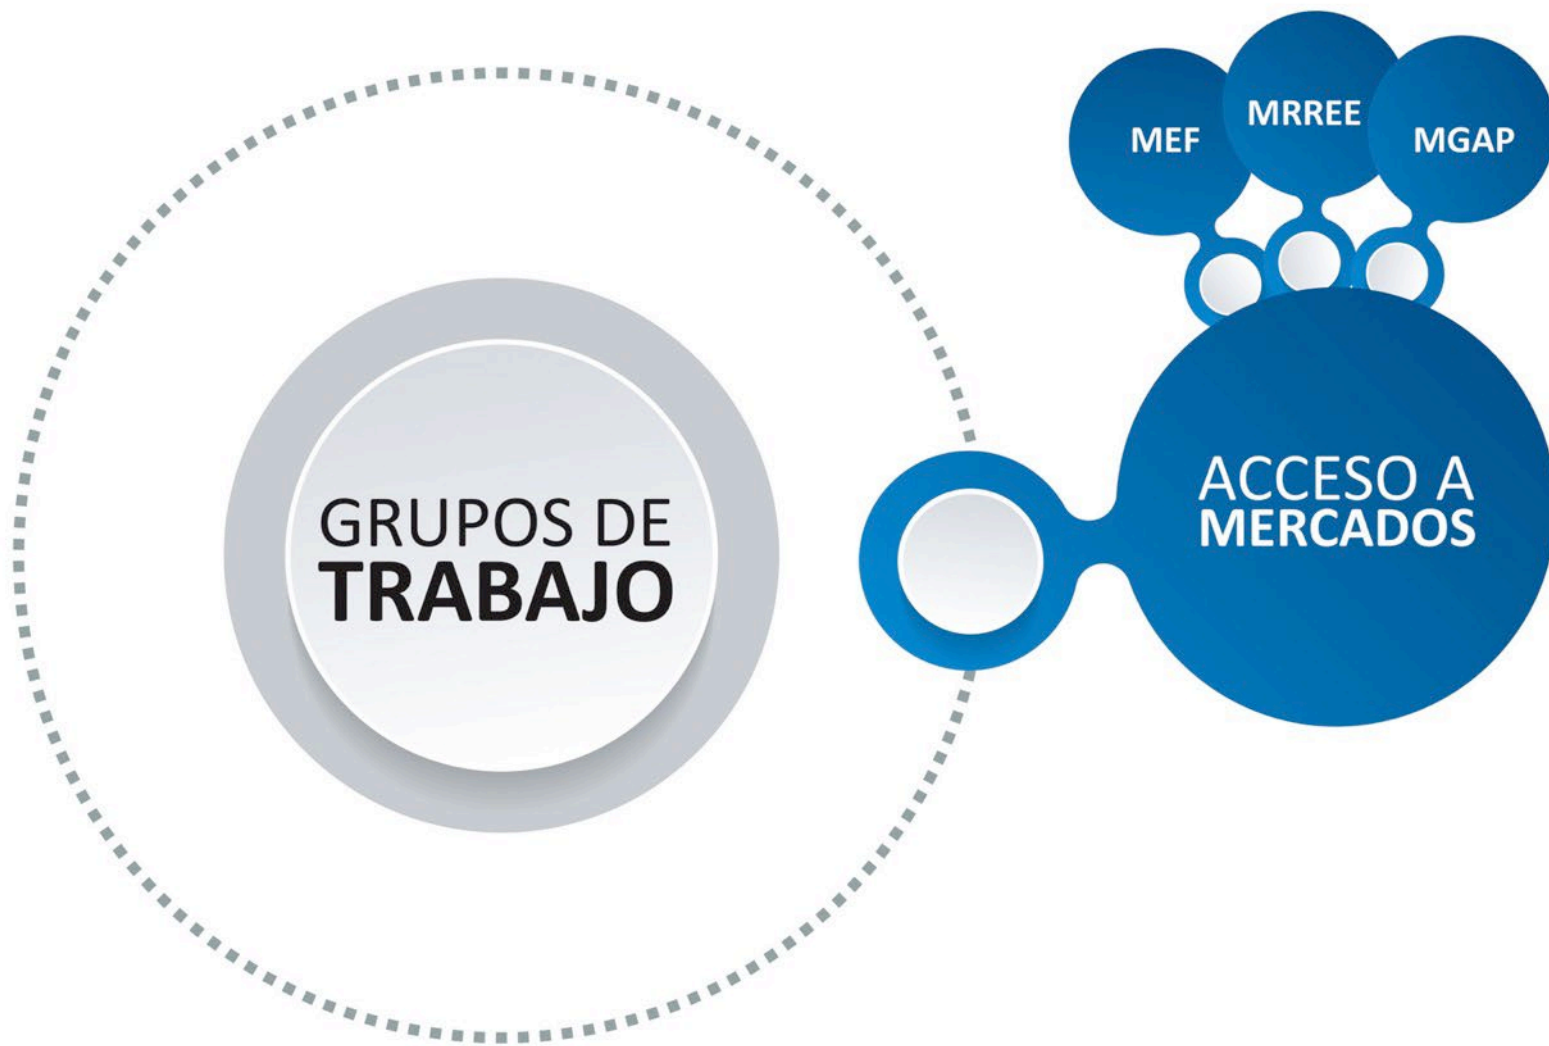 MEF
MRREE
MGAP
GRUPOS DE
TRABAJO
ACCESO A
MERCADOS